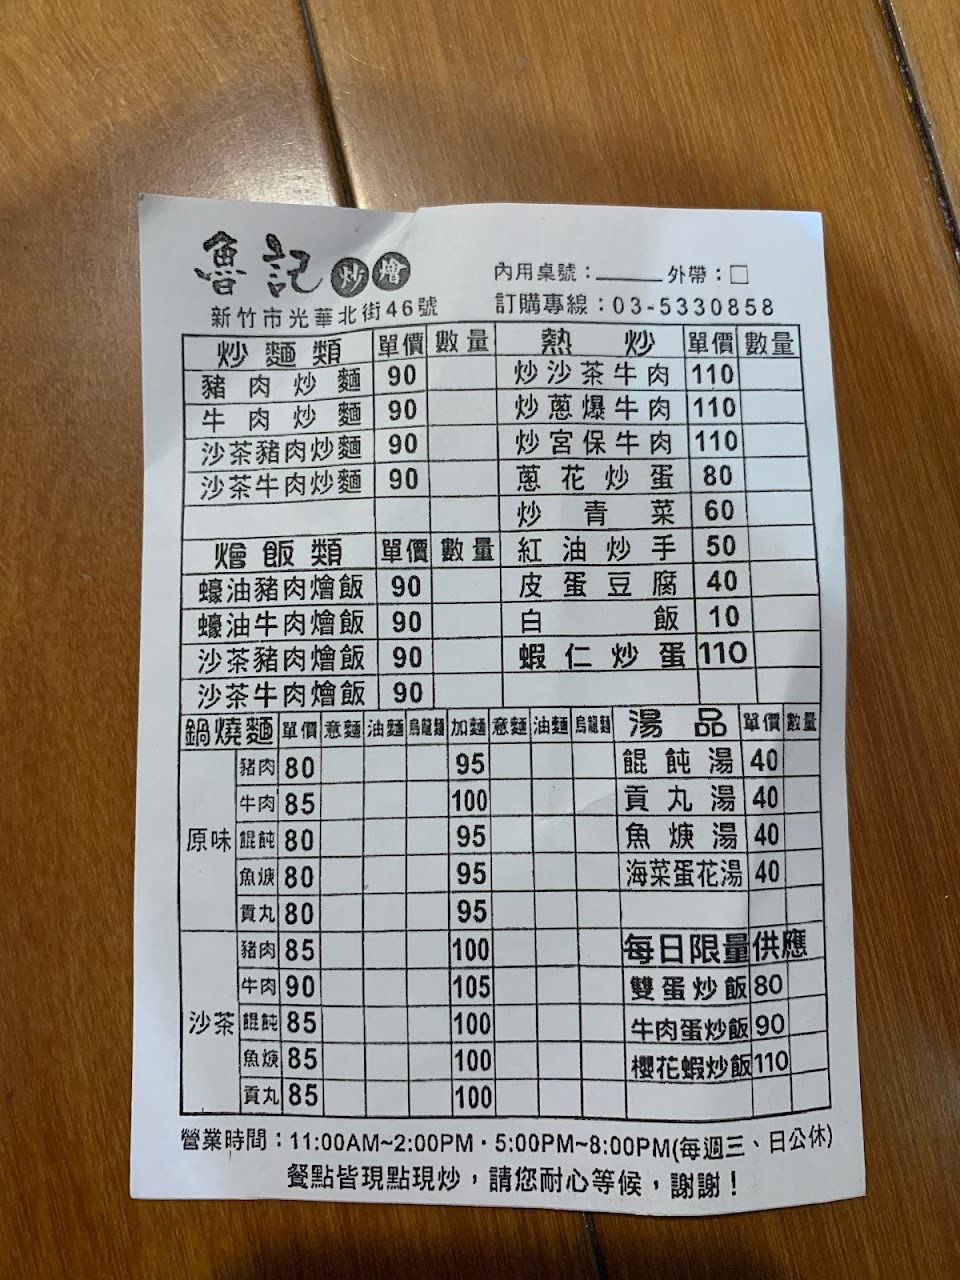 魯記炒燴
新竹市光華北街46號
內用桌號：______外帶：□
訂購專線：03-5330858
炒麵類 單價 數量
豬肉炒麵 90
牛肉炒麵 90
沙茶豬肉炒麵 90
沙茶牛肉炒麵 90
燴飯類 單價 數量
蠔油豬肉燴飯 90
蠔油牛肉燴飯 90
沙茶豬肉燴飯 90
沙茶牛肉燴飯 90
熱炒 單價 數量
炒沙茶牛肉 110
炒蔥爆牛肉 110
炒宮保牛肉 110
蔥花炒蛋 80
炒青菜 60
紅油炒手 50
皮蛋豆腐 40
白飯 10
蝦仁炒蛋 110
鍋燒麵 單價 意麵 油麵 烏龍麵 加麵 意麵 油麵 烏龍麵
原味
豬肉 80 95
牛肉 85 100
餛飩 80 95
魚焿 80 95
貢丸 80 95
沙茶
豬肉 85 100
牛肉 90 105
餛飩 85 100
魚焿 85 100
貢丸 85 100
湯品 單價 數量
餛飩湯 40
貢丸湯 40
魚焿湯 40
海菜蛋花湯 40
每日限量供應
雙蛋炒飯 80
牛肉蛋炒飯 90
櫻花蝦炒飯 110
營業時間：11:00AM~2:00PM·5:00PM~8:00PM(每週三、日公休)
餐點皆現點現炒，請您耐心等候，謝謝！